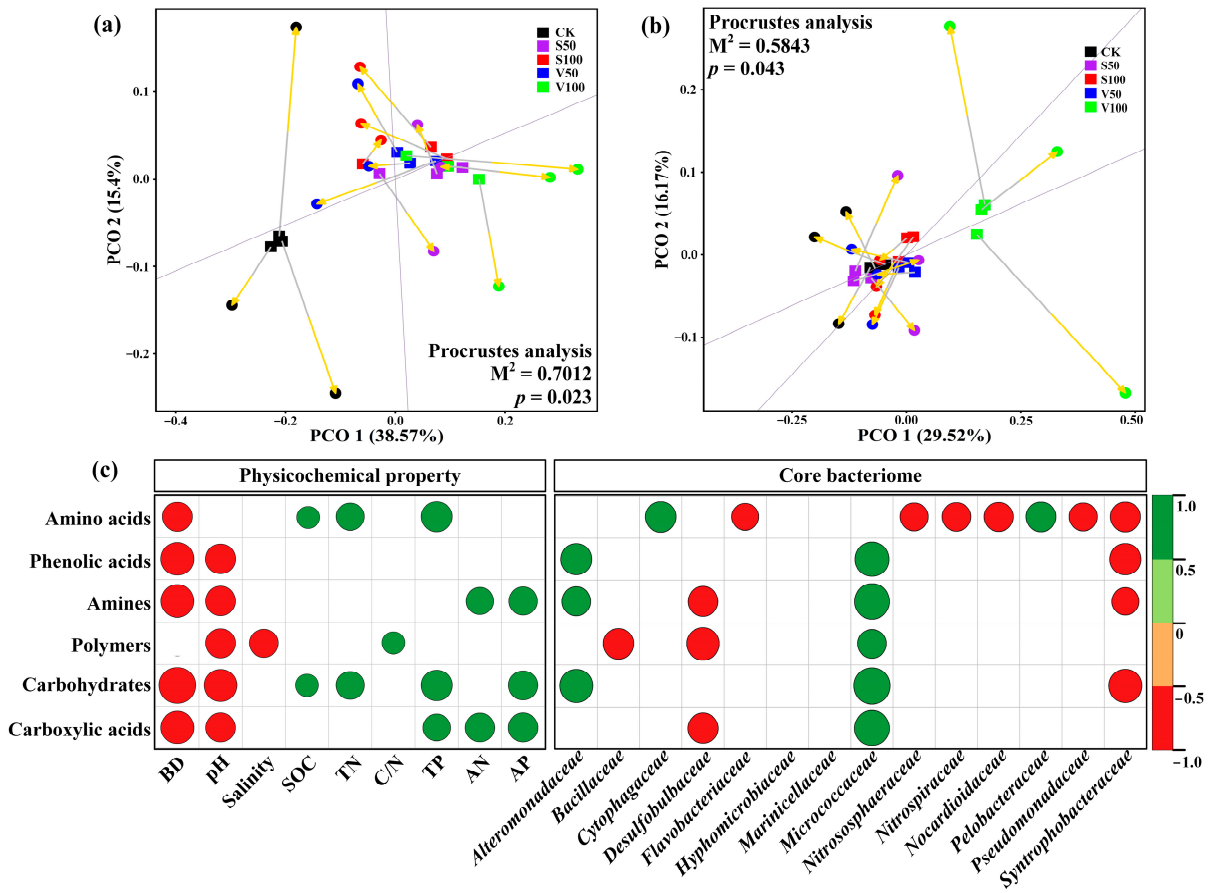 (a)
CK
S50
S100
V50
V100
0.1
0.0
−0.1
−0.2
PCO 2 (15.4%)
Procrustes analysis
M² = 0.7012
p = 0.023
−0.4
−0.2
0.0
0.2
PCO 1 (38.57%)
(b)
Procrustes analysis
M² = 0.5843
p = 0.043
CK
S50
S100
V50
V100
0.2
0.1
0.0
−0.1
PCO 2 (16.17%)
−0.25
0.00
0.25
0.50
PCO 1 (29.52%)
(c)
Physicochemical property
Core bacteriome
Amino acids
Phenolic acids
Amines
Polymers
Carbohydrates
Carboxylic acids
BD
pH
Salinity
SOC
TN
C/N
TP
AN
AP
Alteromonadaceae
Bacillaceae
Cytophagaceae
Desulfobulbaceae
Flavobacteriaceae
Hyphomicrobiaceae
Marinicellaceae
Micrococcaceae
Nitrososphaeraceae
Nitrospiraceae
Nocardioidaceae
Pelobacteraceae
Pseudomonadaceae
Syntrophobacteraceae
1.0
0.5
0
−0.5
−1.0